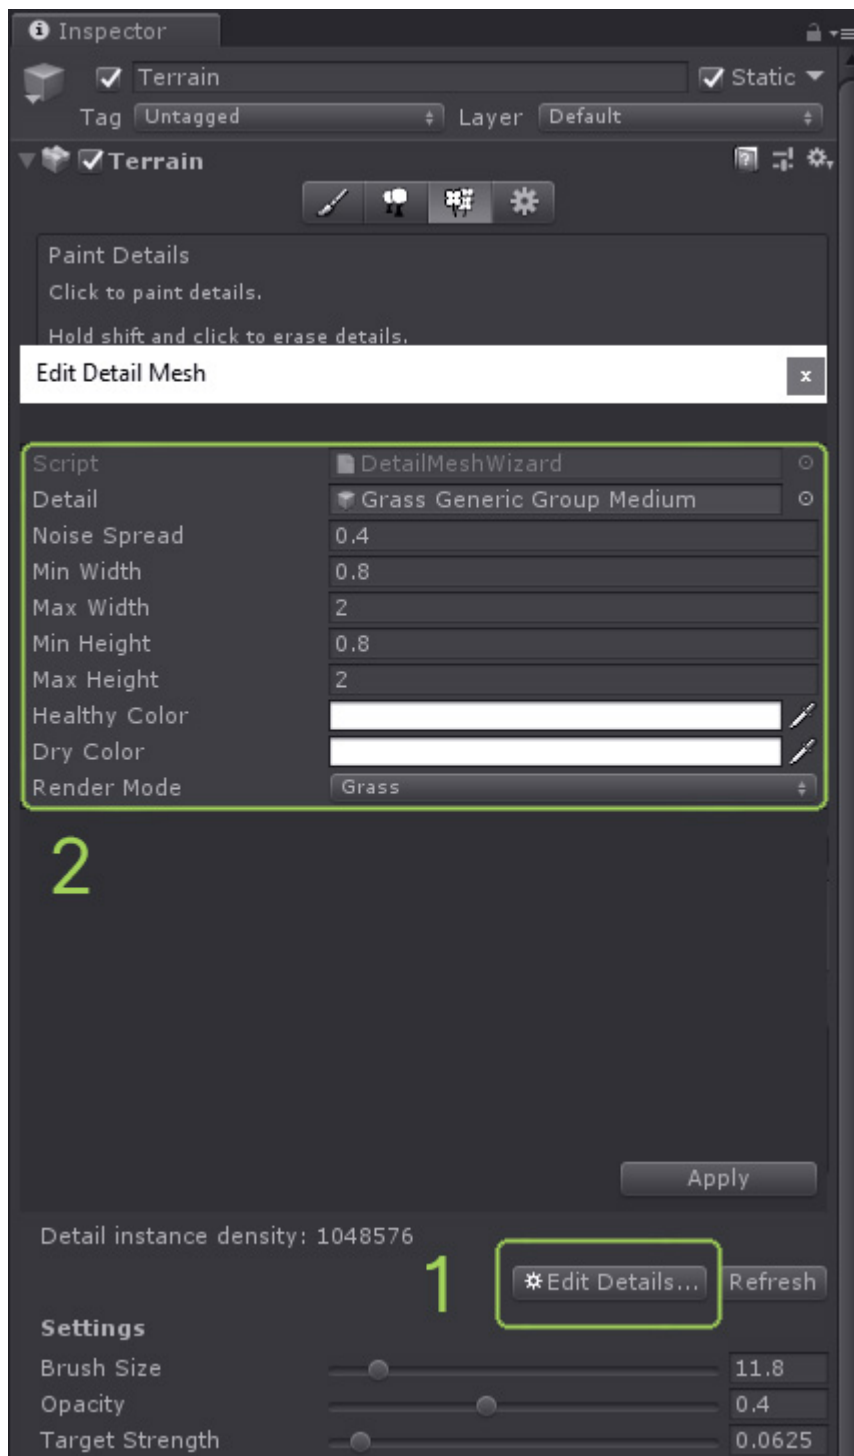 Inspector
Terrain Static
Tag Untagged Layer Default
Terrain
Paint Details
Click to paint details.
Hold shift and click to erase details.
Edit Detail Mesh x
Script DetailMeshWizard
Detail Grass Generic Group Medium
Noise Spread 0.4
Min Width 0.8
Max Width 2
Min Height 0.8
Max Height 2
Healthy Color
Dry Color
Render Mode Grass
2
Apply
Detail instance density: 1048576
1 Edit Details... Refresh
Settings
Brush Size 11.8
Opacity 0.4
Target Strength 0.0625